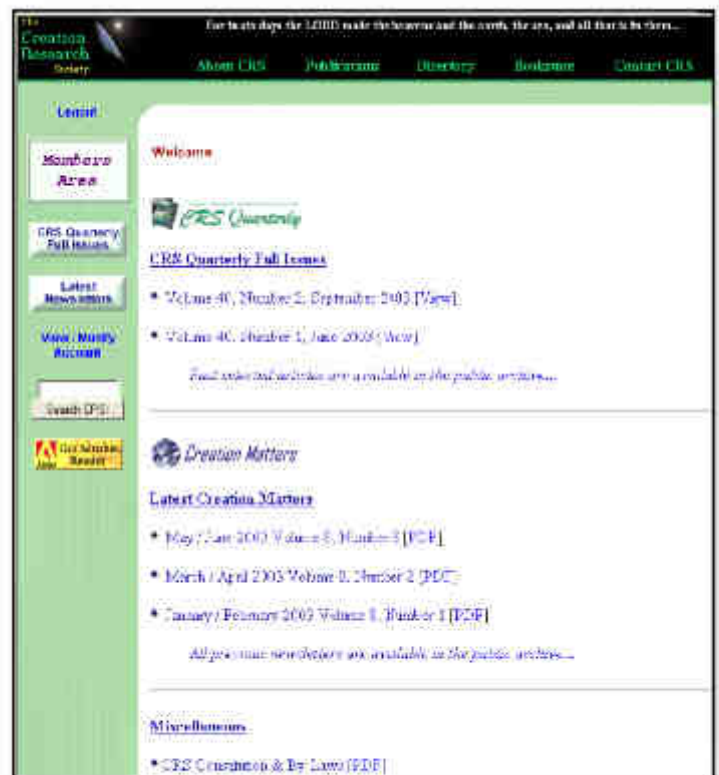 the
Creation
Research
Society
For in six days the LORD made the heavens and the earth, the sea, and all that is in them...
About CRS Publications Directory Bookstore Contact CRS
Logout
Members
Area
CRS Quarterly
Full Issues
Latest
Newsletters
View / Modify
Account
Search CRS
Get Acrobat
Reader
Welcome
CRS Quarterly
CRS Quarterly Full Issues
• Volume 40, Number 2, September 2003 [View]
• Volume 40, Number 1, June 2003 [View]
Past selected articles are available in the public archive...
Creation Matters
Latest Creation Matters
• May / June 2003 Volume 8, Number 3 [PDF]
• March / April 2003 Volume 8, Number 2 [PDF]
• January / February 2003 Volume 8, Number 1 [PDF]
All previous newsletters are available in the public archive...
Miscellaneous
• CRS Constitution & By-Laws [PDF]